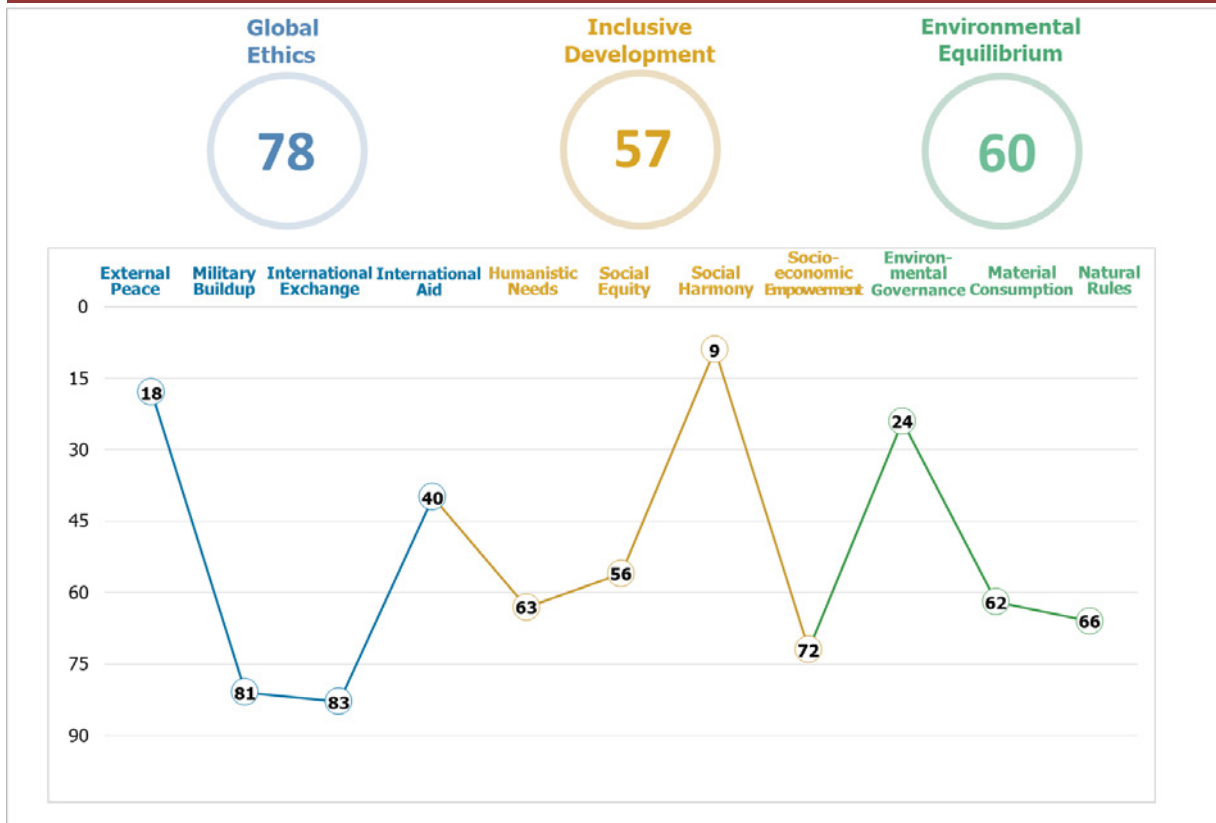 Global
Ethics
78
Inclusive
Development
57
Environmental
Equilibrium
60
External
Peace
Military
Buildup
International
Exchange
International
Aid
Humanistic
Needs
Social
Equity
Social
Harmony
Socio-
economic
Empowerment
Environ-
mental
Governance
Material
Consumption
Natural
Rules
0
15
30
45
60
75
90
18
81
83
40
63
56
9
72
24
62
66